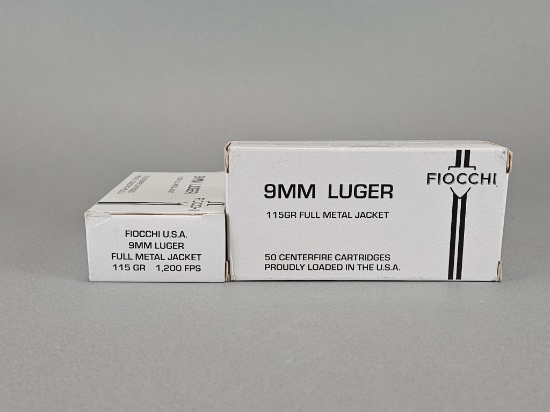 FIOCCHI U.S.A.
9MM LUGER
FULL METAL JACKET
115 GR 1,200 FPS
9MM LUGER
115GR FULL METAL JACKET
50 CENTERFIRE CARTRIDGES
PROUDLY LOADED IN THE U.S.A.
FIOCCHI